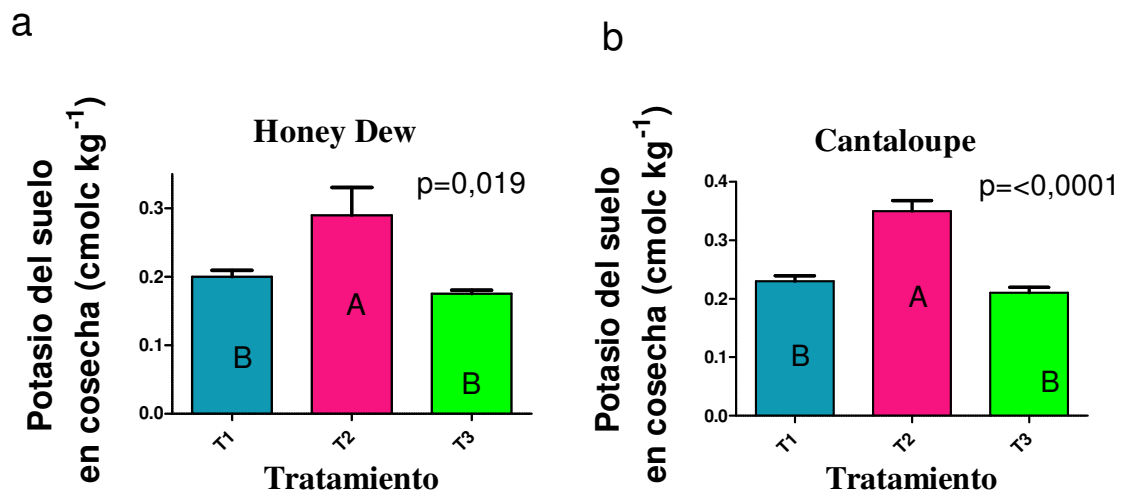 a
Honey Dew
Potasio del suelo
en cosecha (cmolc kg-1)
p=0,019
0.3
0.2
0.1
0.0
B
A
B
T1
T2
T3
Tratamiento
b
Cantaloupe
Potasio del suelo
en cosecha (cmolc kg-1)
p=<0,0001
0.4
0.3
0.2
0.1
0.0
B
A
B
T1
T2
T3
Tratamiento